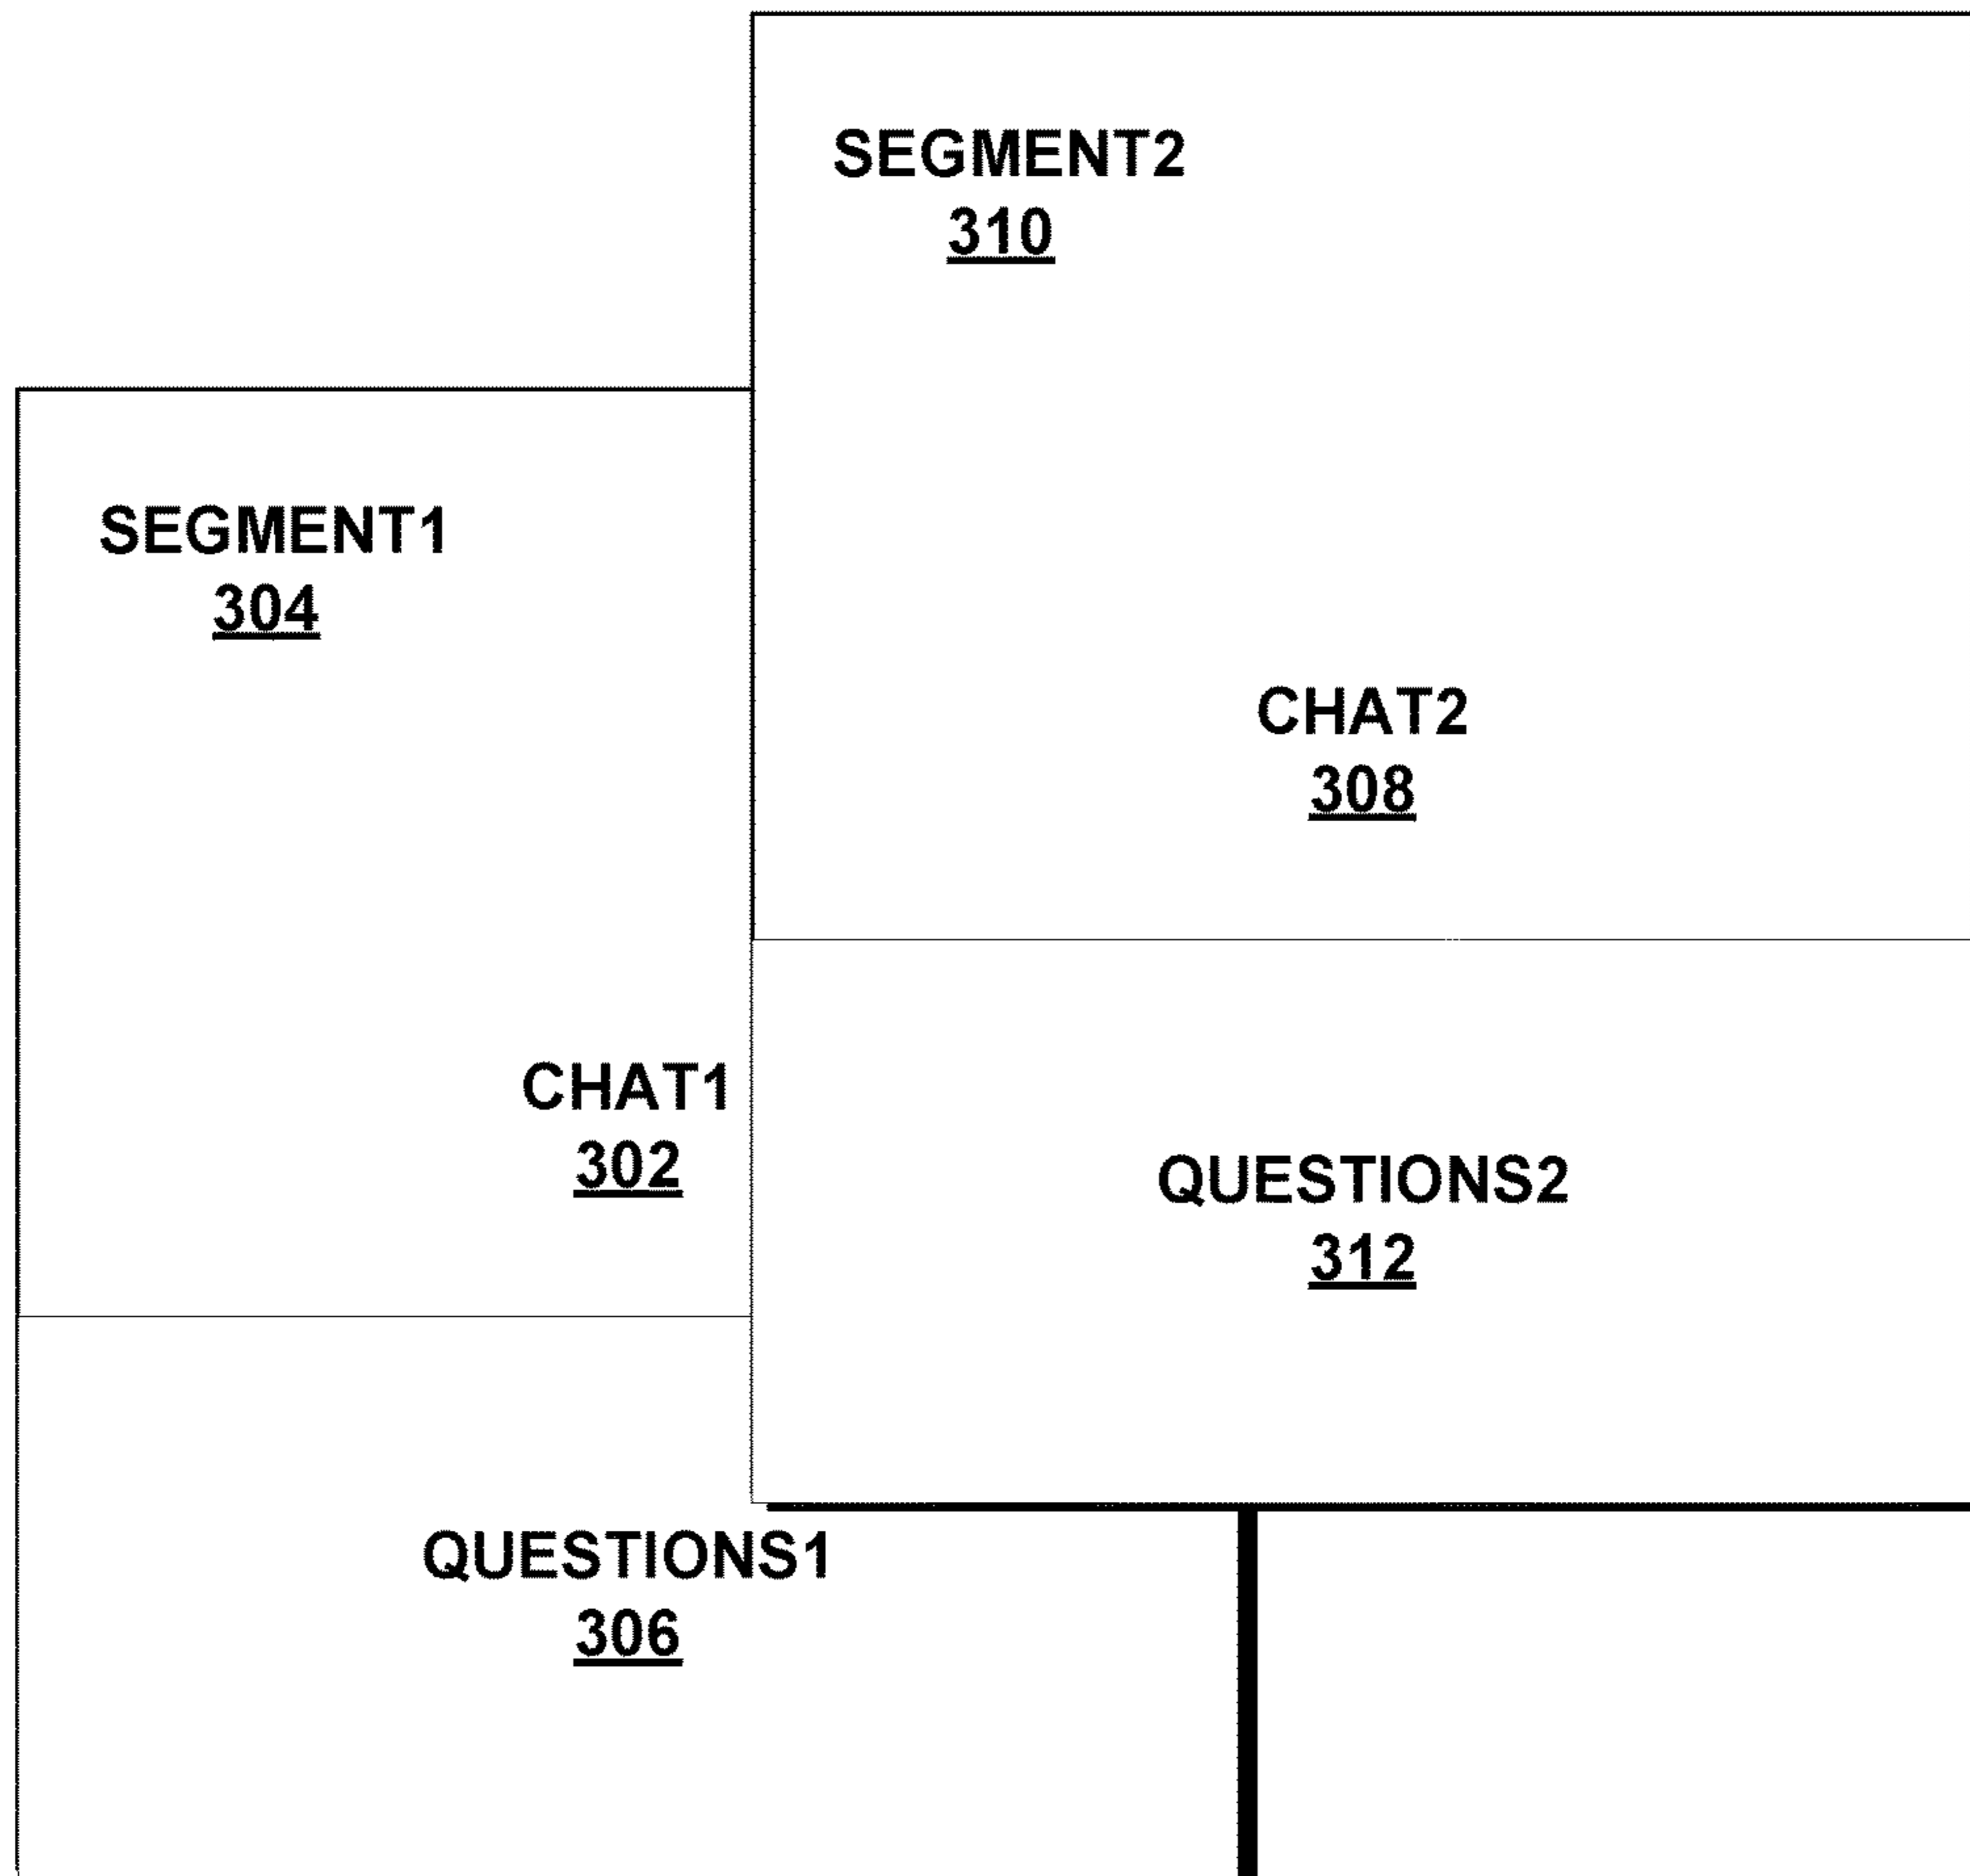 SEGMENT2
310
SEGMENT1
304
CHAT2
308
CHAT1
302
QUESTIONS2
312
QUESTIONS1
306